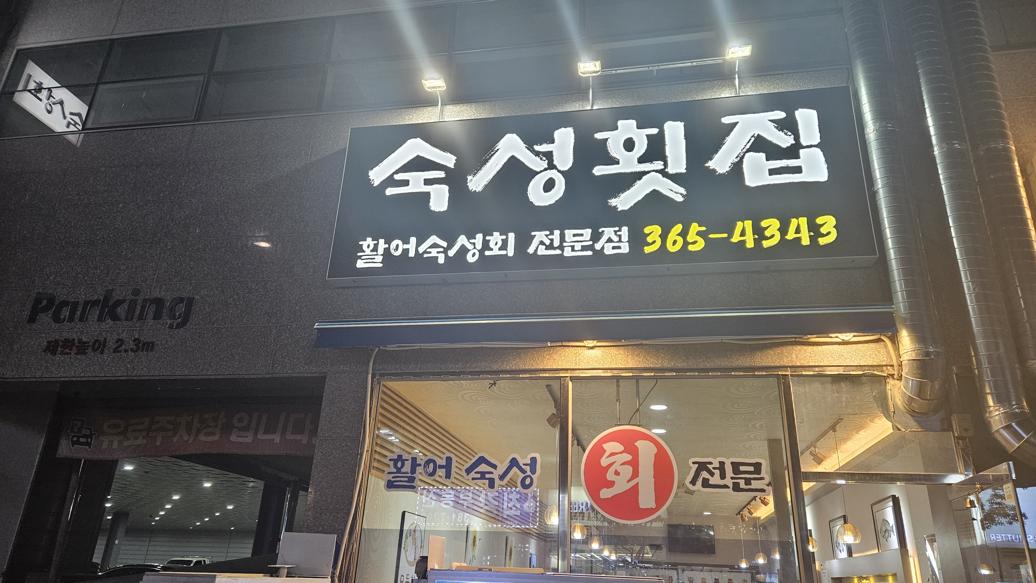 숙성횟집
활어숙성회 전문점 365-4343
Parking
제한높이 2.3m
유료주차장 입니다.
활어 숙성 회 전문